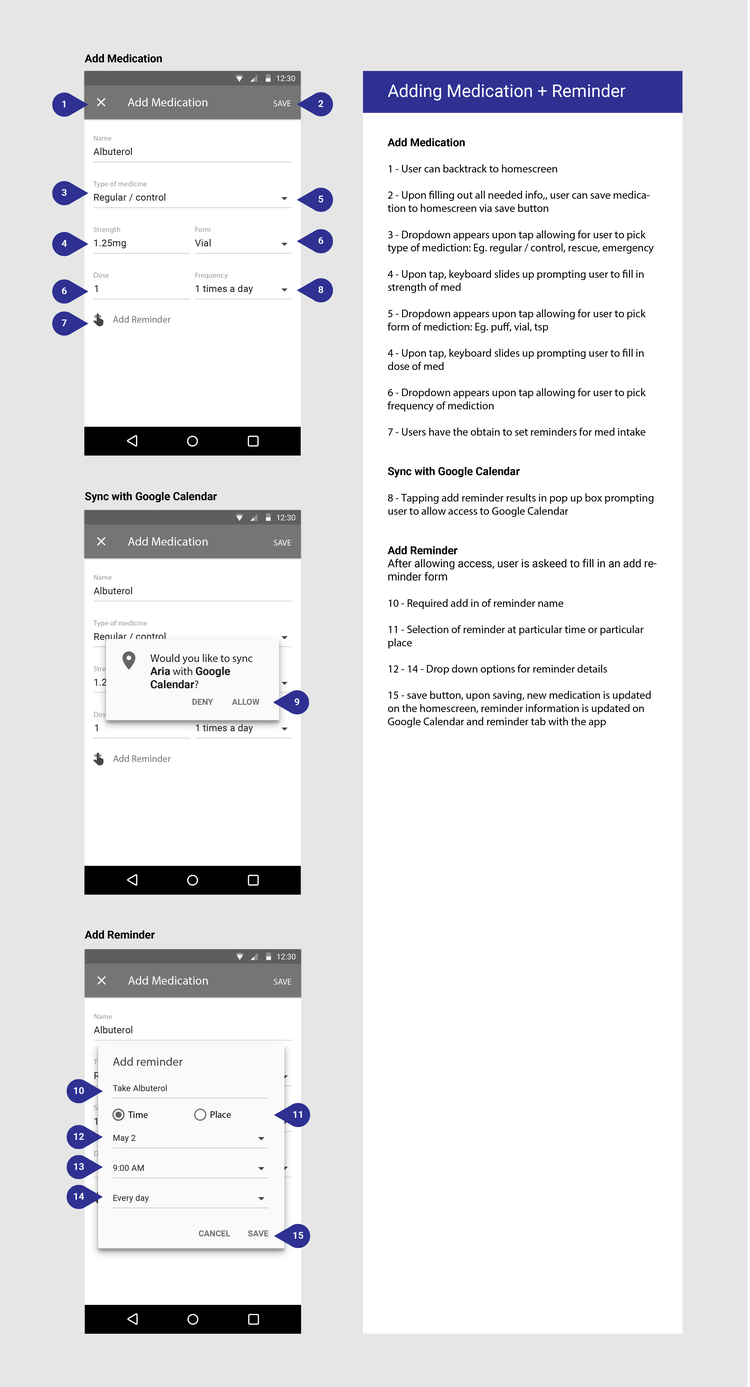 Add Medication
12:30
1
Add Medication
SAVE
2
Name
Albuterol
Type of medicine
3
Regular / control
5
Strength
Form
4
1.25mg
Vial
6
Dose
Frequency
6
1
1 times a day
8
7
Add Reminder
Sync with Google Calendar
12:30
Add Medication
SAVE
Name
Albuterol
Type of medicine
Regular / control
Would you like to sync
Aria with Google
Calendar?
Stre
1.2
DENY
ALLOW
9
Dos
1
1 times a day
Add Reminder
Add Reminder
12:30
Add Medication
SAVE
Name
Albuterol
Add reminder
10
Take Albuterol
Time
Place
11
12
May 2
13
9:00 AM
14
Every day
CANCEL
SAVE
15
Adding Medication + Reminder
Add Medication
1 - User can backtrack to homescreen
2 - Upon filling out all needed info,, user can save medica-
tion to homescreen via save button
3 - Dropdown appears upon tap allowing for user to pick
type of mediction: Eg. regular / control, rescue, emergency
4 - Upon tap, keyboard slides up prompting user to fill in
strength of med
5 - Dropdown appears upon tap allowing for user to pick
form of mediction: Eg. puff, vial, tsp
4 - Upon tap, keyboard slides up prompting user to fill in
dose of med
6 - Dropdown appears upon tap allowing for user to pick
frequency of mediction
7 - Users have the obtain to set reminders for med intake
Sync with Google Calendar
8 - Tapping add reminder results in pop up box prompting
user to allow access to Google Calendar
Add Reminder
After allowing access, user is askeed to fill in an add re-
minder form
10 - Required add in of reminder name
11 - Selection of reminder at particular time or particular
place
12 - 14 - Drop down options for reminder details
15 - save button, upon saving, new medication is updated
on the homescreen, reminder information is updated on
Google Calendar and reminder tab with the app